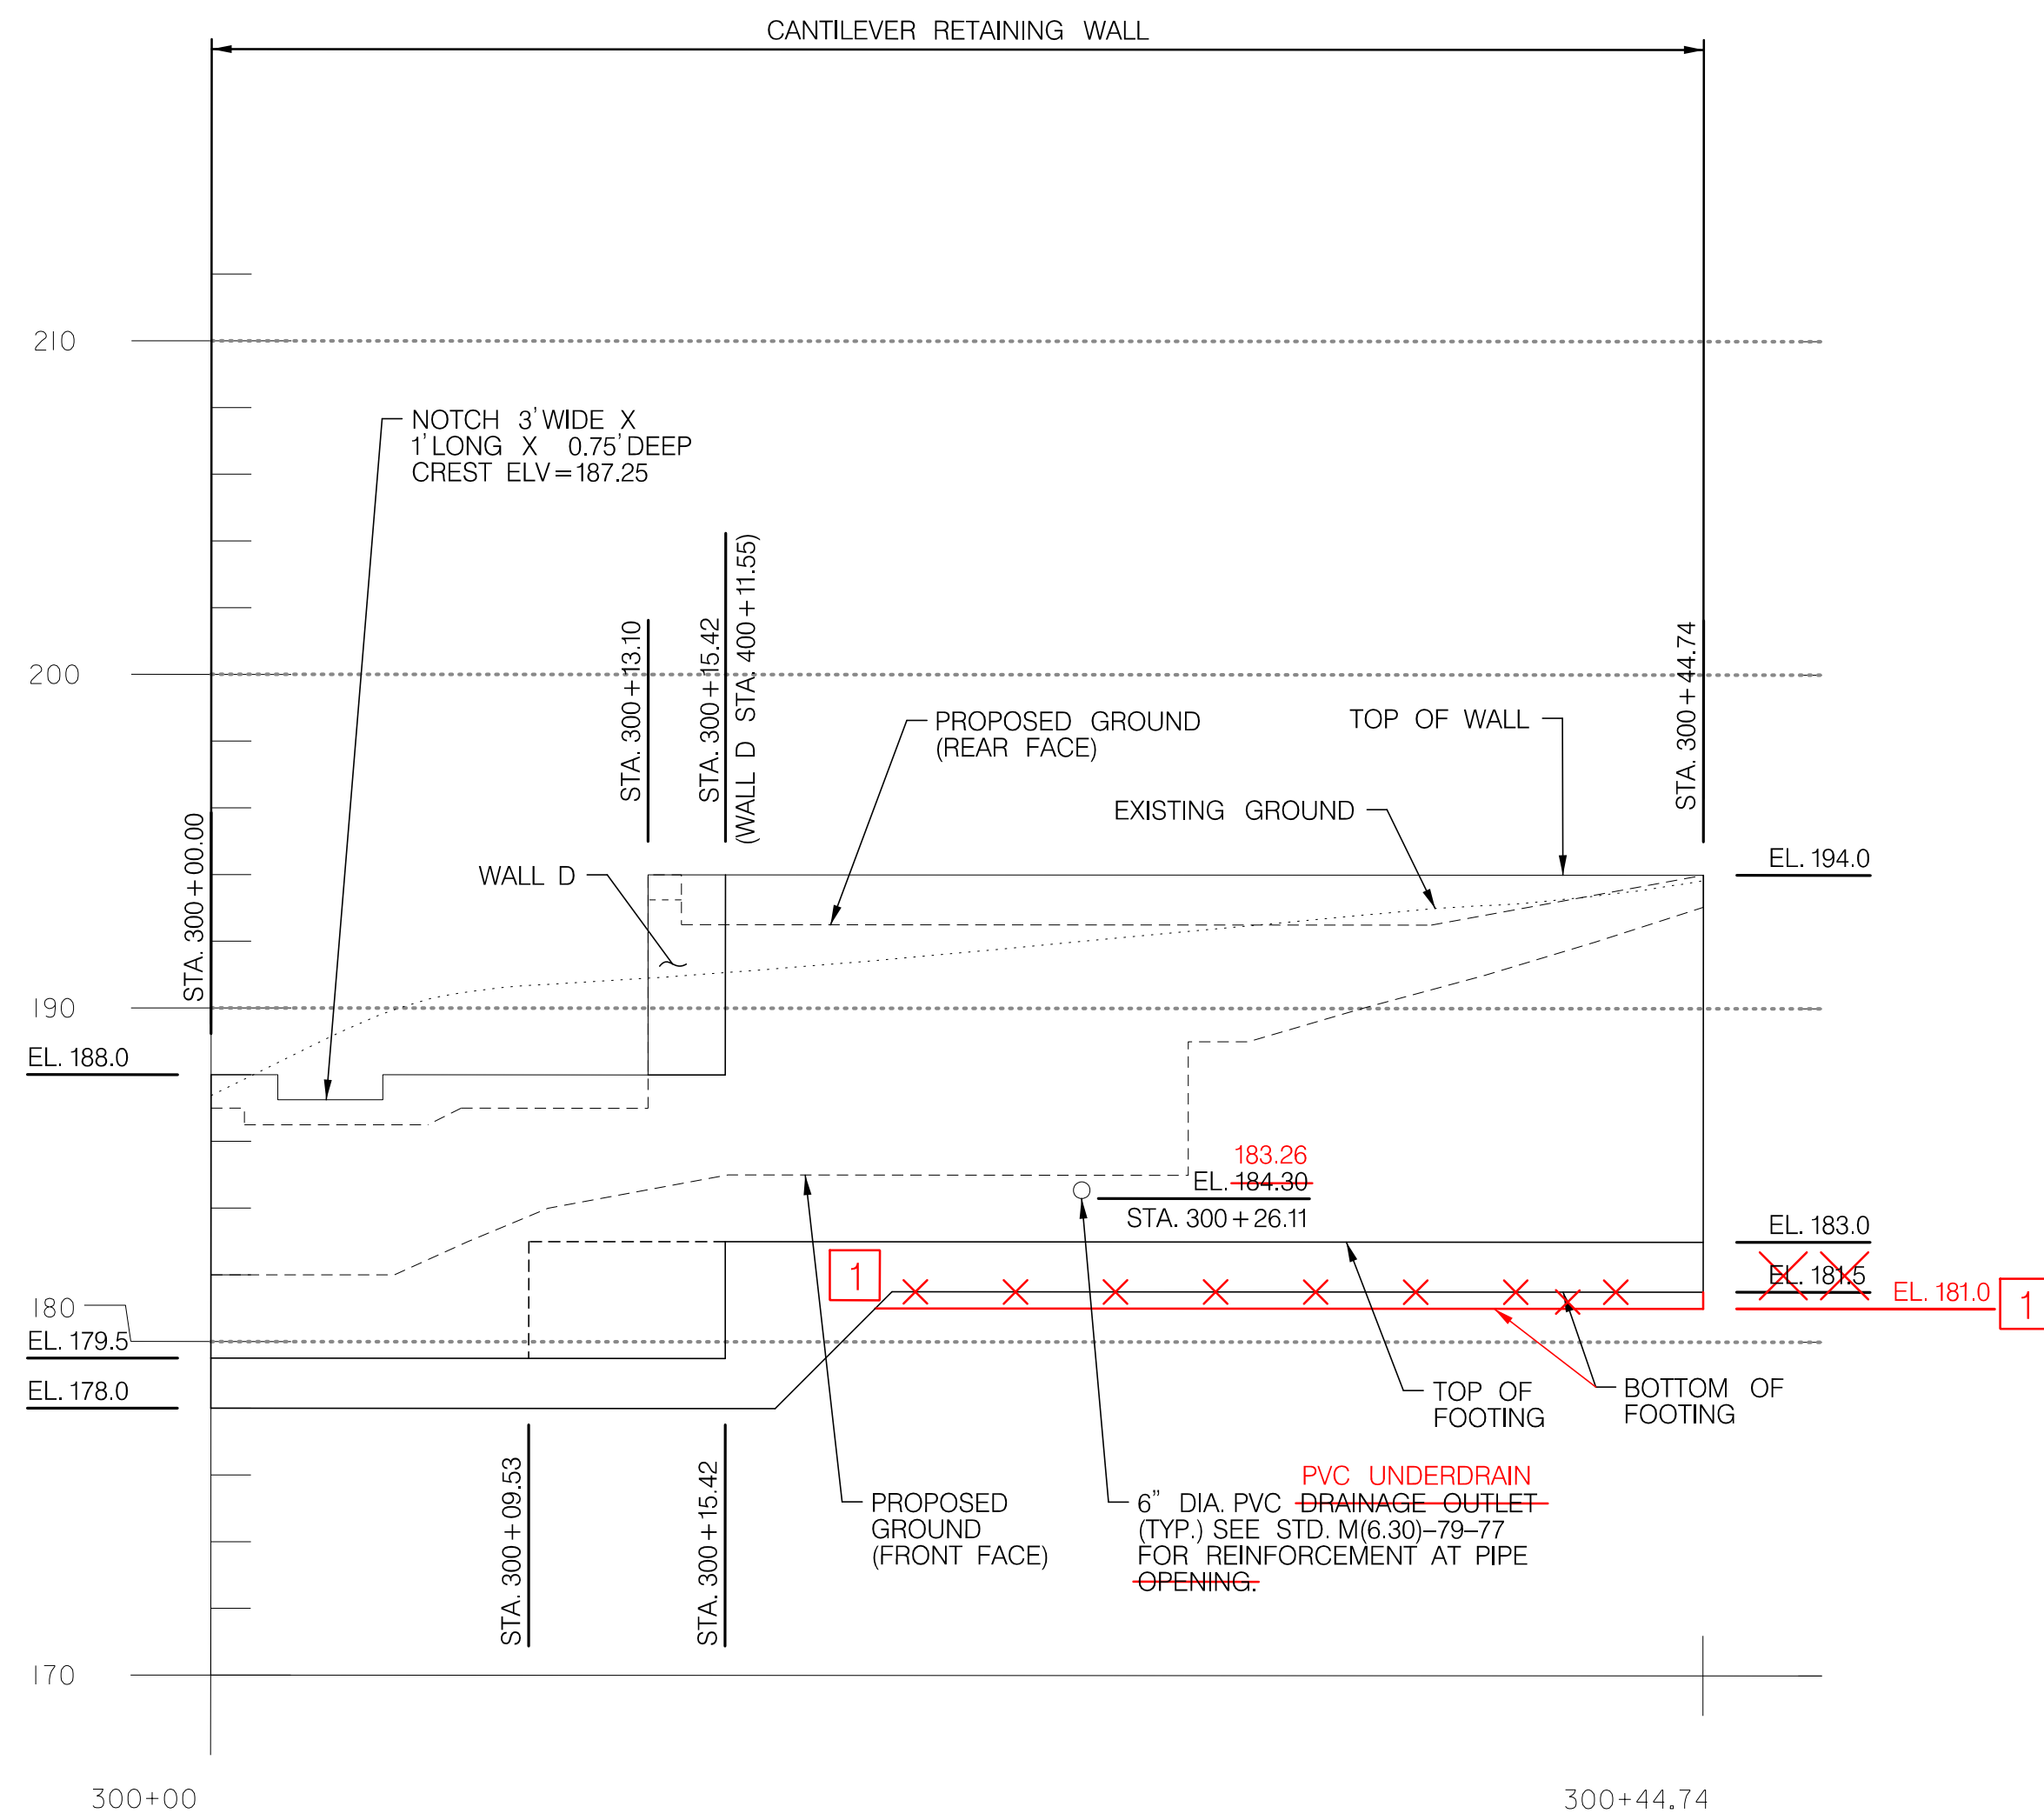 CANTILEVER RETAINING WALL
210
NOTCH 3' WIDE X
1' LONG X 0.75' DEEP
CREST ELV=187.25
STA. 300+13.10
STA. 300+15.42
(WALL D STA. 400+11.55)
STA. 300+44.74
200
PROPOSED GROUND
(REAR FACE)
TOP OF WALL
EXISTING GROUND
STA. 300+00.00
WALL D
EL. 194.0
190
EL. 188.0
183.26
EL. 184.30
STA. 300+26.11
EL. 183.0
EL. 181.5
EL. 181.0
1
1
180
EL. 179.5
EL. 178.0
TOP OF
FOOTING
BOTTOM OF
FOOTING
STA. 300+09.53
STA. 300+15.42
PROPOSED
GROUND
(FRONT FACE)
PVC UNDERDRAIN
6" DIA. PVC DRAINAGE OUTLET
(TYP.) SEE STD. M(6.30)-79-77
FOR REINFORCEMENT AT PIPE
OPENING.
170
300+00
300+44.74